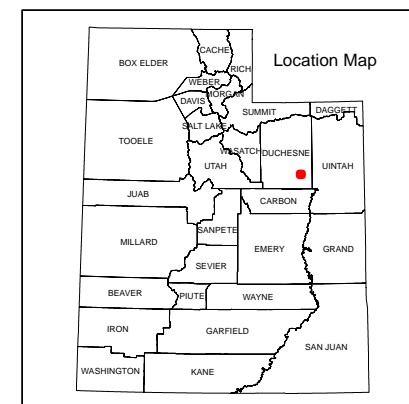 Location Map
BOX ELDER
CACHE
RICH
WEBER
MORGAN
DAVIS
SUMMIT
DAGGETT
SALT LAKE
TOOELE
WASATCH
DUCHESNE
UINTAH
UTAH
JUAB
CARBON
SANPETE
MILLARD
EMERY
GRAND
SEVIER
BEAVER
PIUTE
WAYNE
IRON
GARFIELD
SAN JUAN
WASHINGTON
KANE